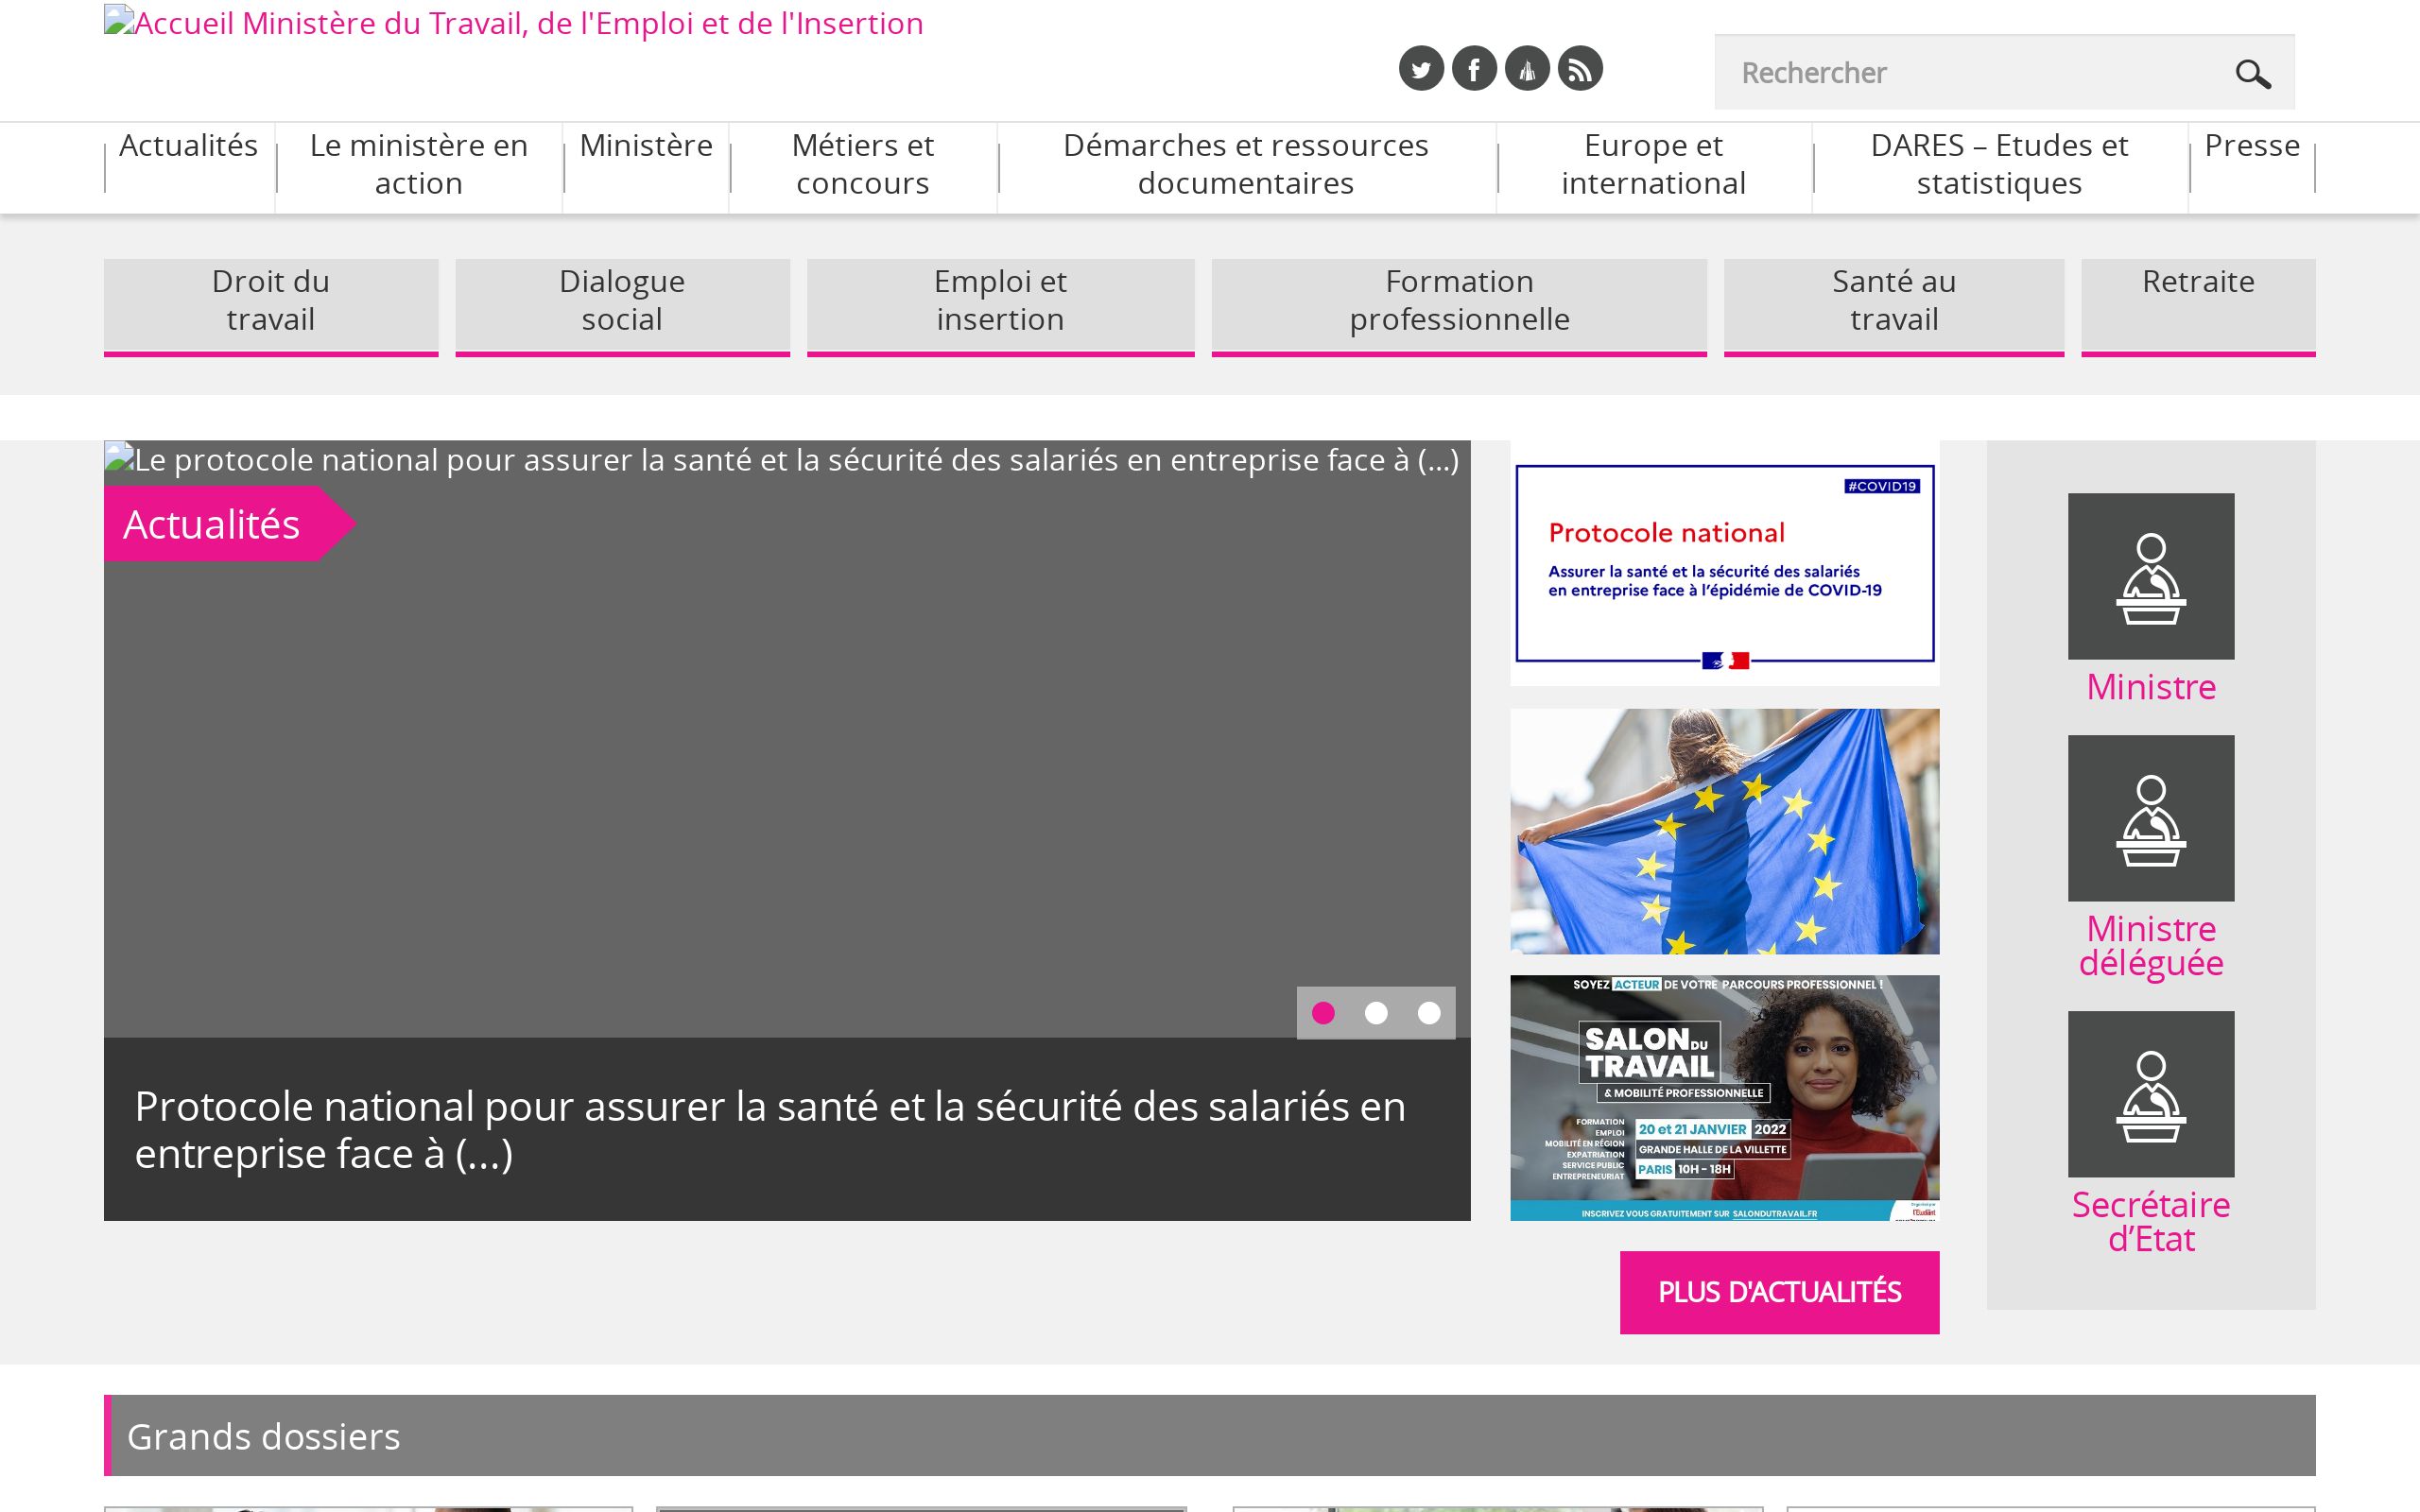 Accueil Ministère du Travail, de l'Emploi et de l'Insertion
Rechercher
Actualités
Le ministère en
action
Ministère
Métiers et
concours
Démarches et ressources
documentaires
Europe et
international
DARES – Etudes et
statistiques
Presse
Droit du
travail
Dialogue
social
Emploi et
insertion
Formation
professionnelle
Santé au
travail
Retraite
Le protocole national pour assurer la santé et la sécurité des salariés en entreprise face à (...)
Actualités
Protocole national pour assurer la santé et la sécurité des salariés en
entreprise face à (...)
#COVID19
Protocole national
Assurer la santé et la sécurité des salariés
en entreprise face à l'épidémie de COVID-19
SOYEZ ACTEUR DE VOTRE PARCOURS PROFESSIONNEL !
SALON DU
TRAVAIL
& MOBILITÉ PROFESSIONNELLE
FORMATION
EMPLOI
MOBILITÉ EN RÉGION
EXPATRIATION
SERVICE PUBLIC
ENTREPRENEURIAT
20 et 21 JANVIER 2022
GRANDE HALLE DE LA VILLETTE
PARIS 10H - 18H
INSCRIVEZ VOUS GRATUITEMENT SUR SALONDUTRAVAIL.FR
PLUS D'ACTUALITÉS
Ministre
Ministre
déléguée
Secrétaire
d’Etat
Grands dossiers